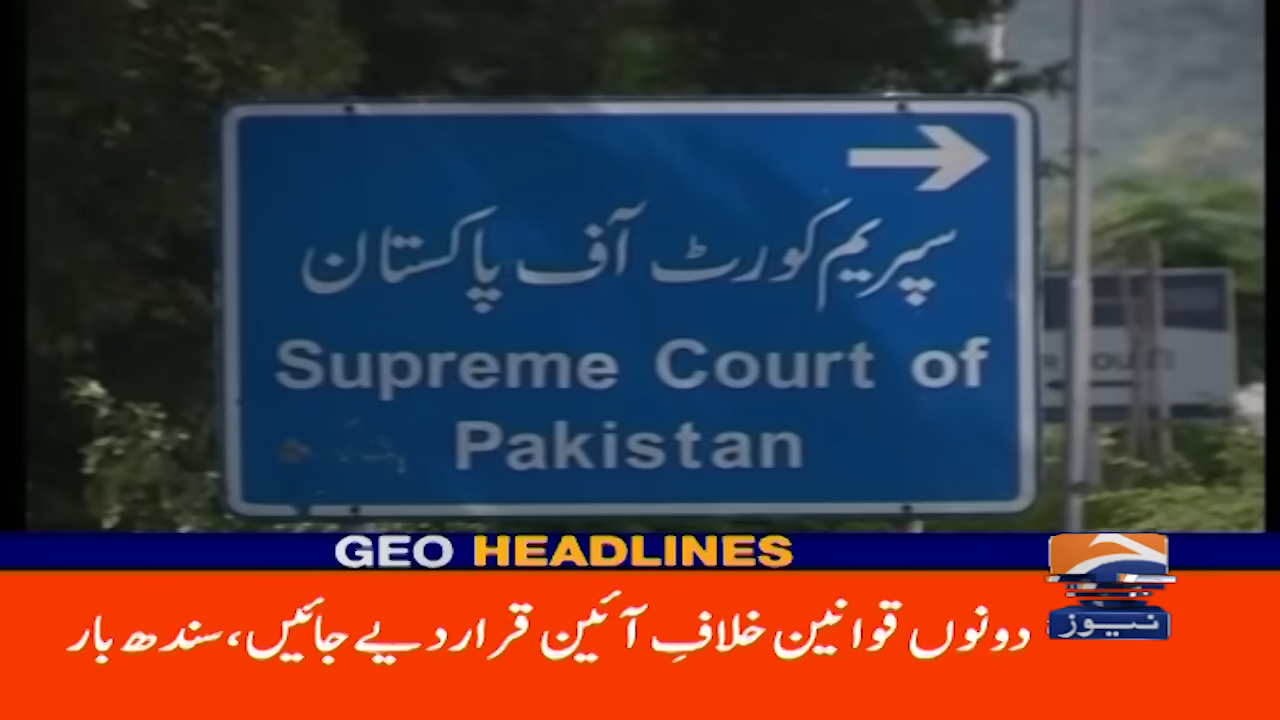 سپریم کورٹ آف پاکستان
Supreme Court of
Pakistan
GEO HEADLINES
نیوز
دونوں قوانین خلافِ آئین قرار دیے جائیں، سندھ بار